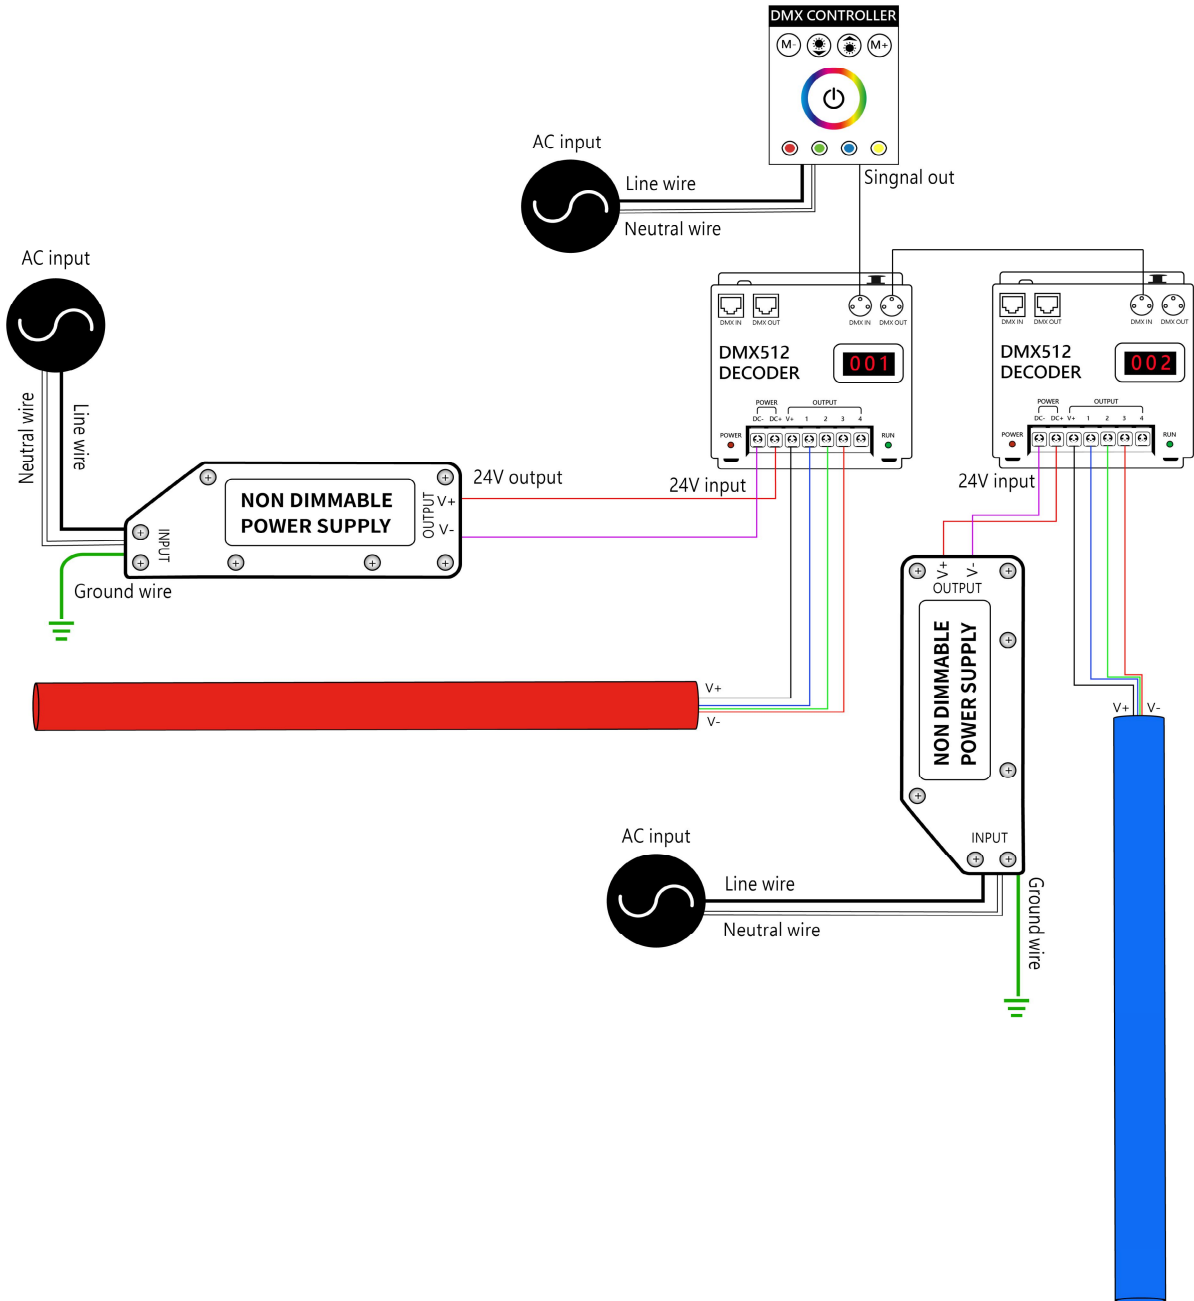 DMX CONTROLLER
M-
M+
AC input
Line wire
Neutral wire
Singnal out
AC input
Neutral wire
Line wire
DMX IN
DMX OUT
DMX IN
DMX OUT
DMX512
DECODER
001
POWER
OUTPUT
DC-
DC+
V+
1
2
3
4
POWER
RUN
DMX IN
DMX OUT
DMX IN
DMX OUT
DMX512
DECODER
002
POWER
OUTPUT
DC-
DC+
V+
1
2
3
4
POWER
RUN
24V output
24V input
24V input
NON DIMMABLE
POWER SUPPLY
INPUT
OUTPUT
V+
V-
Ground wire
V+
V-
OUTPUT
NON DIMMABLE
POWER SUPPLY
INPUT
V+
V-
V+
V-
AC input
Line wire
Neutral wire
Ground wire